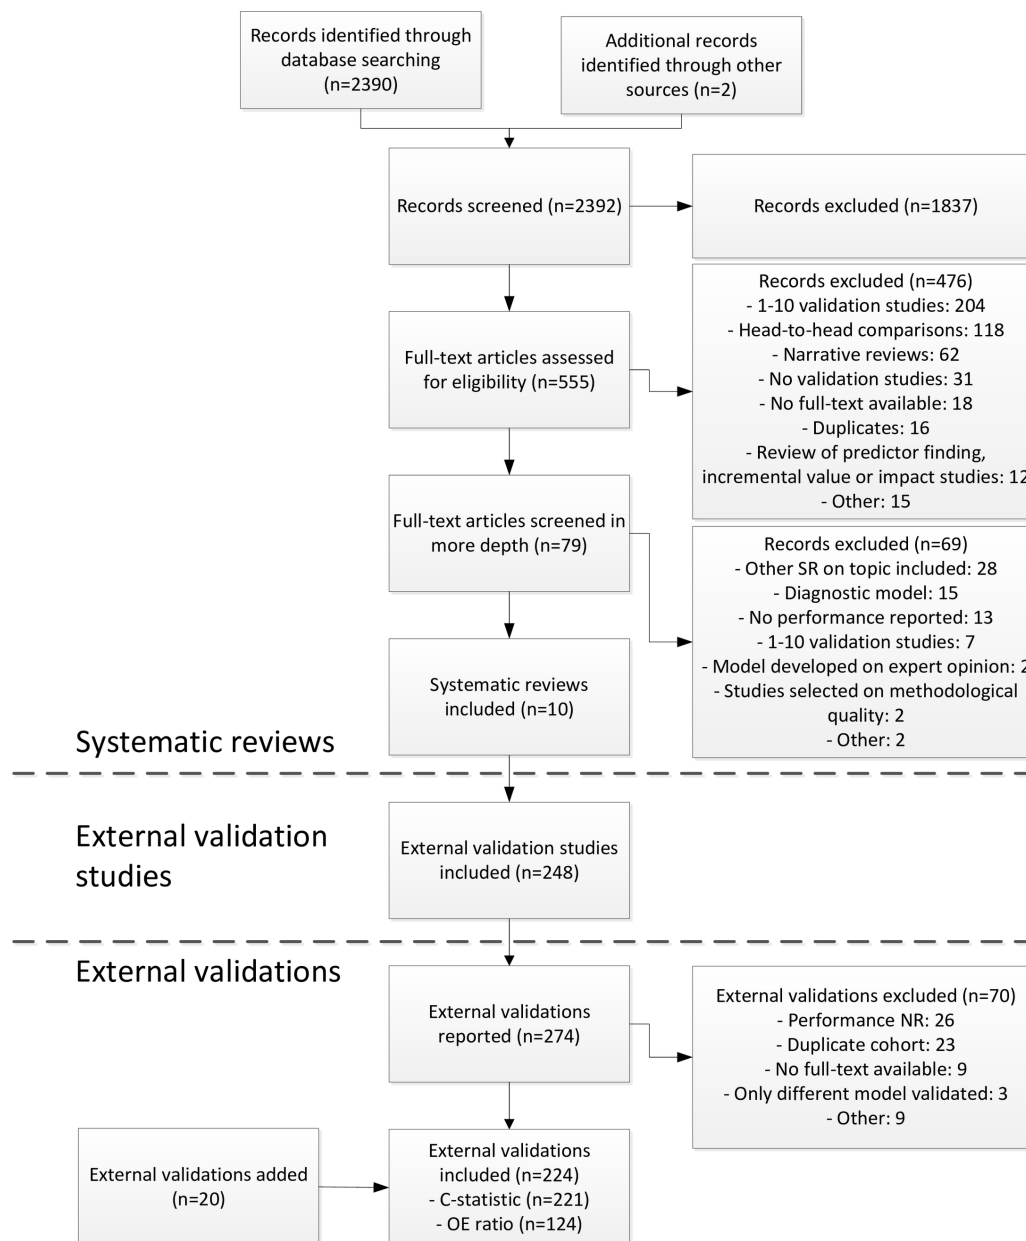 Records identified through
database searching
(n=2390)
Additional records
identified through other
sources (n=2)
Records screened (n=2392)
Records excluded (n=1837)
Full-text articles assessed
for eligibility (n=555)
Records excluded (n=476)
- 1-10 validation studies: 204
- Head-to-head comparisons: 118
- Narrative reviews: 62
- No validation studies: 31
- No full-text available: 18
- Duplicates: 16
- Review of predictor finding,
incremental value or impact studies: 12
- Other: 15
Full-text articles screened in
more depth (n=79)
Records excluded (n=69)
- Other SR on topic included: 28
- Diagnostic model: 15
- No performance reported: 13
- 1-10 validation studies: 7
- Model developed on expert opinion: 2
- Studies selected on methodological
quality: 2
- Other: 2
Systematic reviews
included (n=10)
Systematic reviews
External validation
studies
External validation studies
included (n=248)
External validations
External validations
reported (n=274)
External validations excluded (n=70)
- Performance NR: 26
- Duplicate cohort: 23
- No full-text available: 9
- Only different model validated: 3
- Other: 9
External validations added
(n=20)
External validations
included (n=224)
- C-statistic (n=221)
- OE ratio (n=124)